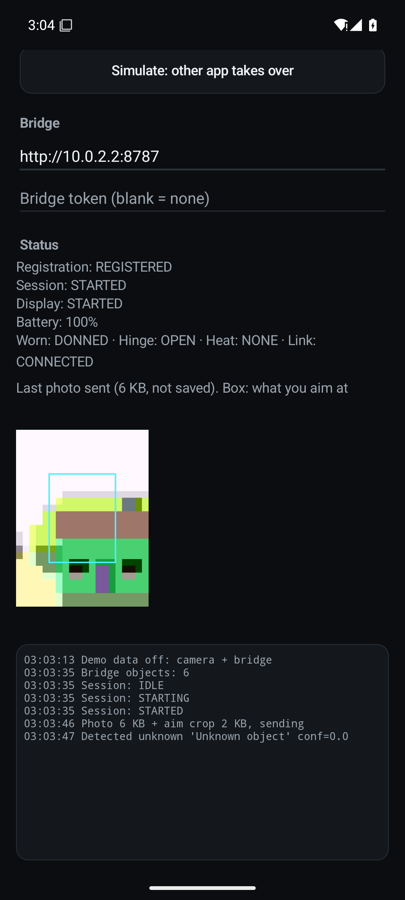 3:04
Simulate: other app takes over
Bridge
http://10.0.2.2:8787
Bridge token (blank = none)
Status
Registration: REGISTERED
Session: STARTED
Display: STARTED
Battery: 100%
Worn: DONNED · Hinge: OPEN · Heat: NONE · Link:
CONNECTED
Last photo sent (6 KB, not saved). Box: what you aim at
03:03:13 Demo data off: camera + bridge
03:03:35 Bridge objects: 6
03:03:35 Session: IDLE
03:03:35 Session: STARTING
03:03:35 Session: STARTED
03:03:46 Photo 6 KB + aim crop 2 KB, sending
03:03:47 Detected unknown 'Unknown object' conf=0.0